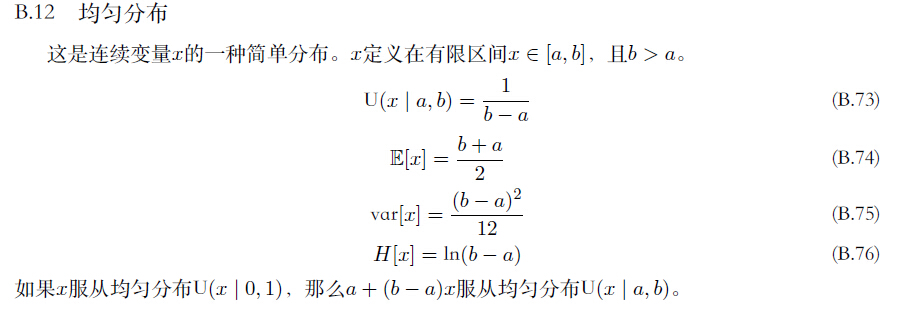 B.12 均匀分布
这是连续变量x的一种简单分布。x定义在有限区间x ∈ [a, b]，且b > a。
U(x | a, b) = \frac{1}{b − a} (B.73)
𝔼[x] = \frac{b + a}{2} (B.74)
var[x] = \frac{(b − a)^2}{12} (B.75)
H[x] = ln(b − a) (B.76)
如果x服从均匀分布U(x | 0, 1)，那么a + (b − a)x服从均匀分布U(x | a, b)。